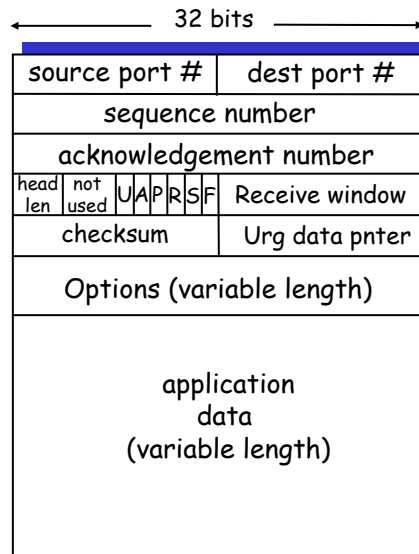 32 bits
source port # dest port #
sequence number
acknowledgement number
head len not used U A P R S F Receive window
checksum Urg data pnter
Options (variable length)
application
data
(variable length)